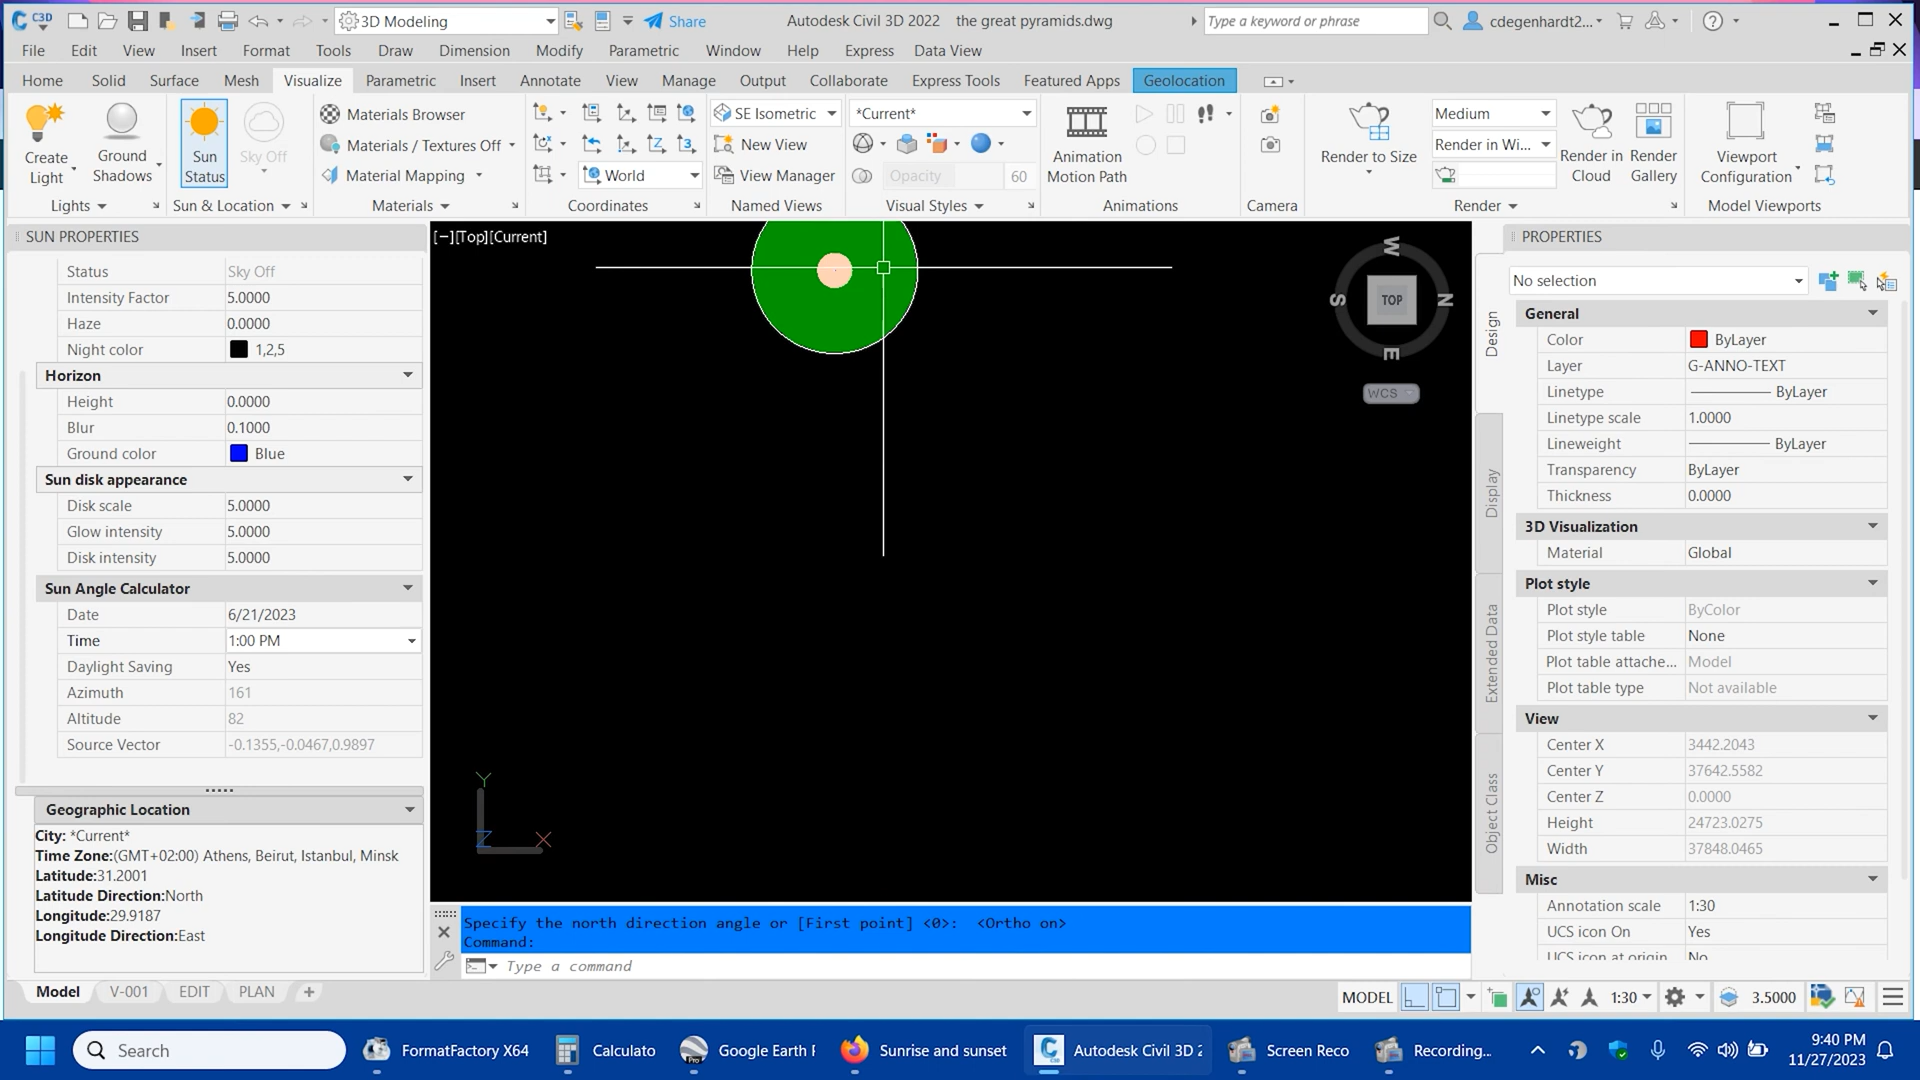 C3D
3D Modeling
Share
Autodesk Civil 3D 2022 the great pyramids.dwg
Type a keyword or phrase
cdegenhardt2...
File Edit View Insert Format Tools Draw Dimension Modify Parametric Window Help Express Data View
Home Solid Surface Mesh Visualize Parametric Insert Annotate View Manage Output Collaborate Express Tools Featured Apps Geolocation
Create Light
Ground Shadows
Lights
Sun Status
Sky Off
Sun & Location
Materials Browser
Materials / Textures Off
Material Mapping
Materials
World
Coordinates
SE Isometric
New View
View Manager
Named Views
*Current*
Opacity 60
Visual Styles
Animation Motion Path
Animations
Camera
Render to Size
Medium
Render in Wi...
Render in Cloud
Render Gallery
Render
Viewport Configuration
Model Viewports
SUN PROPERTIES
Status Sky Off
Intensity Factor 5.0000
Haze 0.0000
Night color 1,2,5
Horizon
Height 0.0000
Blur 0.1000
Ground color Blue
Sun disk appearance
Disk scale 5.0000
Glow intensity 5.0000
Disk intensity 5.0000
Sun Angle Calculator
Date 6/21/2023
Time 1:00 PM
Daylight Saving Yes
Azimuth 161
Altitude 82
Source Vector -0.1355,-0.0467,0.9897
Geographic Location
City: *Current*
Time Zone:(GMT+02:00) Athens, Beirut, Istanbul, Minsk
Latitude:31.2001
Latitude Direction:North
Longitude:29.9187
Longitude Direction:East
[−][Top][Current]
W
S TOP N
E
WCS
Y
Z X
Specify the north direction angle or [First point] <0>: <Ortho on>
Command:
Type a command
PROPERTIES
No selection
Design
Display
Extended Data
Object Class
General
Color ByLayer
Layer G-ANNO-TEXT
Linetype ByLayer
Linetype scale 1.0000
Lineweight ByLayer
Transparency ByLayer
Thickness 0.0000
3D Visualization
Material Global
Plot style
Plot style ByColor
Plot style table None
Plot table attache... Model
Plot table type Not available
View
Center X 3442.2043
Center Y 37642.5582
Center Z 0.0000
Height 24723.0275
Width 37848.0465
Misc
Annotation scale 1:30
UCS icon On Yes
UCS icon at origin No
Model V-001 EDIT PLAN +
MODEL 1:30 3.5000
Search
FormatFactory X64
Calculato
Google Earth P
Sunrise and sunset
Autodesk Civil 3D 2
Screen Reco
Recording...
9:40 PM
11/27/2023